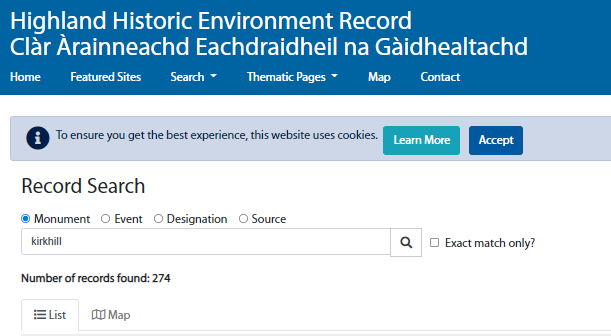 Highland Historic Environment Record
Clàr Àrainneachd Eachdraidheil na Gàidhealtachd
Home Featured Sites Search Thematic Pages Map Contact
To ensure you get the best experience, this website uses cookies. Learn More Accept
Record Search
Monument Event Designation Source
kirkhill Exact match only?
Number of records found: 274
List Map